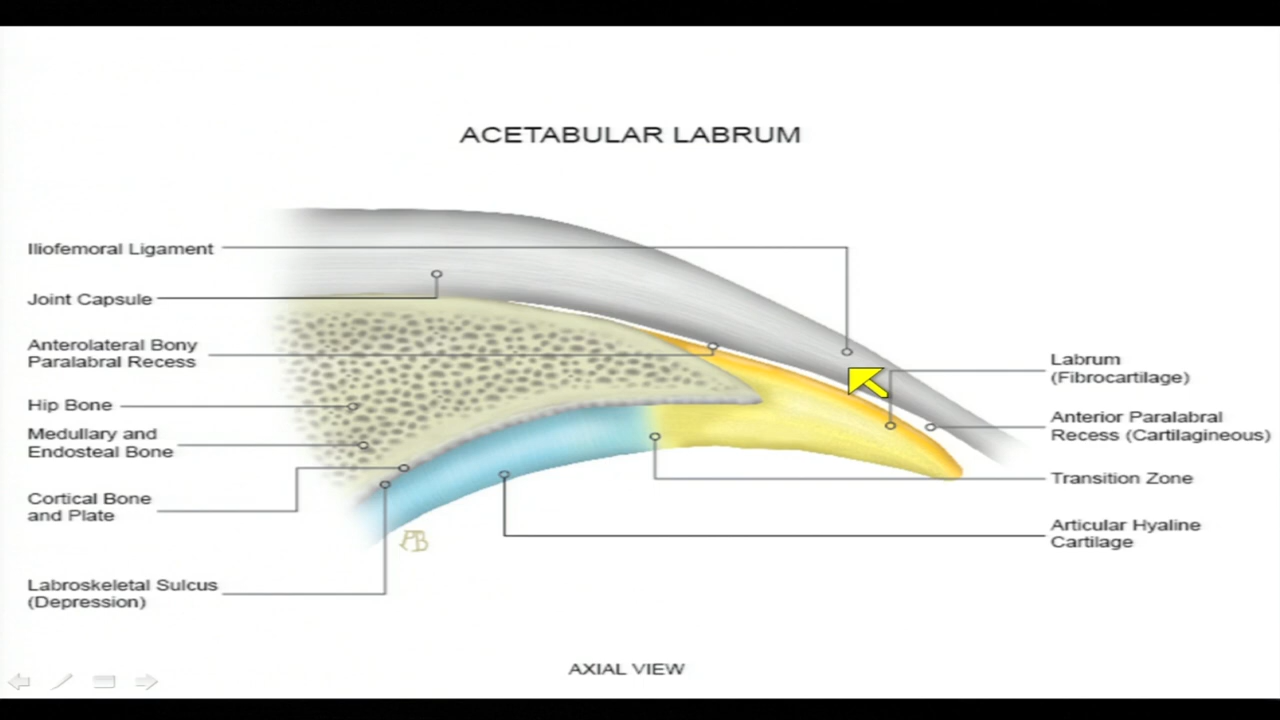 ACETABULAR LABRUM
Iliofemoral Ligament
Joint Capsule
Anterolateral Bony
Paralabral Recess
Hip Bone
Medullary and
Endosteal Bone
Cortical Bone
and Plate
Labroskeletal Sulcus
(Depression)
Labrum
(Fibrocartilage)
Anterior Paralabral
Recess (Cartilagineous)
Transition Zone
Articular Hyaline
Cartilage
AXIAL VIEW